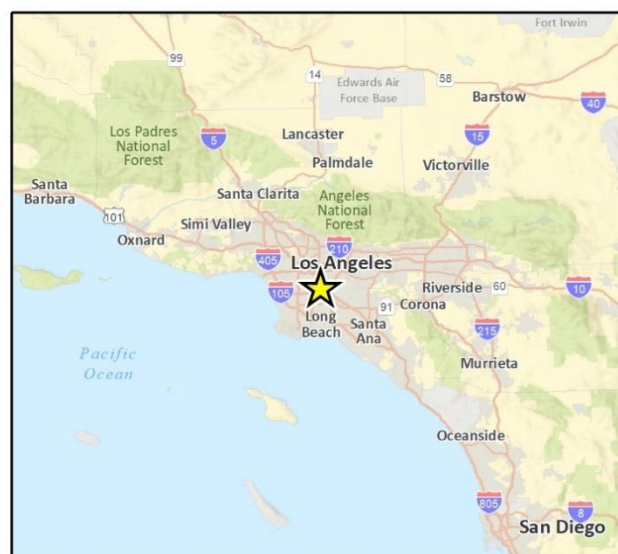 Fort Irwin
99
14
58
Edwards Air
Force Base
Barstow
40
Los Padres
National
Forest
5
Lancaster
15
Palmdale
Victorville
Santa
Barbara
Santa Clarita
Angeles
National
Forest
101
Simi Valley
Oxnard
210
405
Los Angeles
105
Riverside
60
10
91
Corona
Long
Beach
Santa
Ana
215
Pacific
Ocean
Murrieta
Oceanside
805
8
San Diego